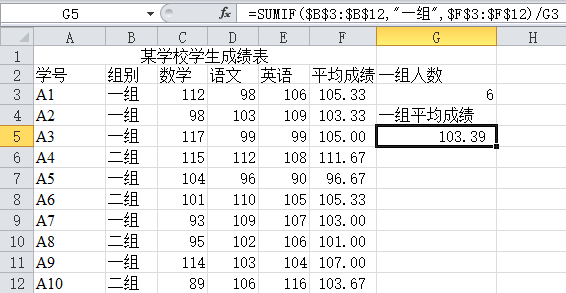 G5 fx =SUMIF($B$3:$B$12,"一组",$F$3:$F$12)/G3
A B C D E F G H
1 某学校学生成绩表
2 学号 组别 数学 语文 英语 平均成绩 一组人数
3 A1 一组 112 98 106 105.33 6
4 A2 一组 98 103 109 103.33 一组平均成绩
5 A3 一组 117 99 99 105.00 103.39
6 A4 二组 115 112 108 111.67
7 A5 一组 104 96 90 96.67
8 A6 二组 101 110 105 105.33
9 A7 一组 93 109 107 103.00
10 A8 二组 95 102 106 101.00
11 A9 一组 114 103 104 107.00
12 A10 二组 89 106 116 103.67